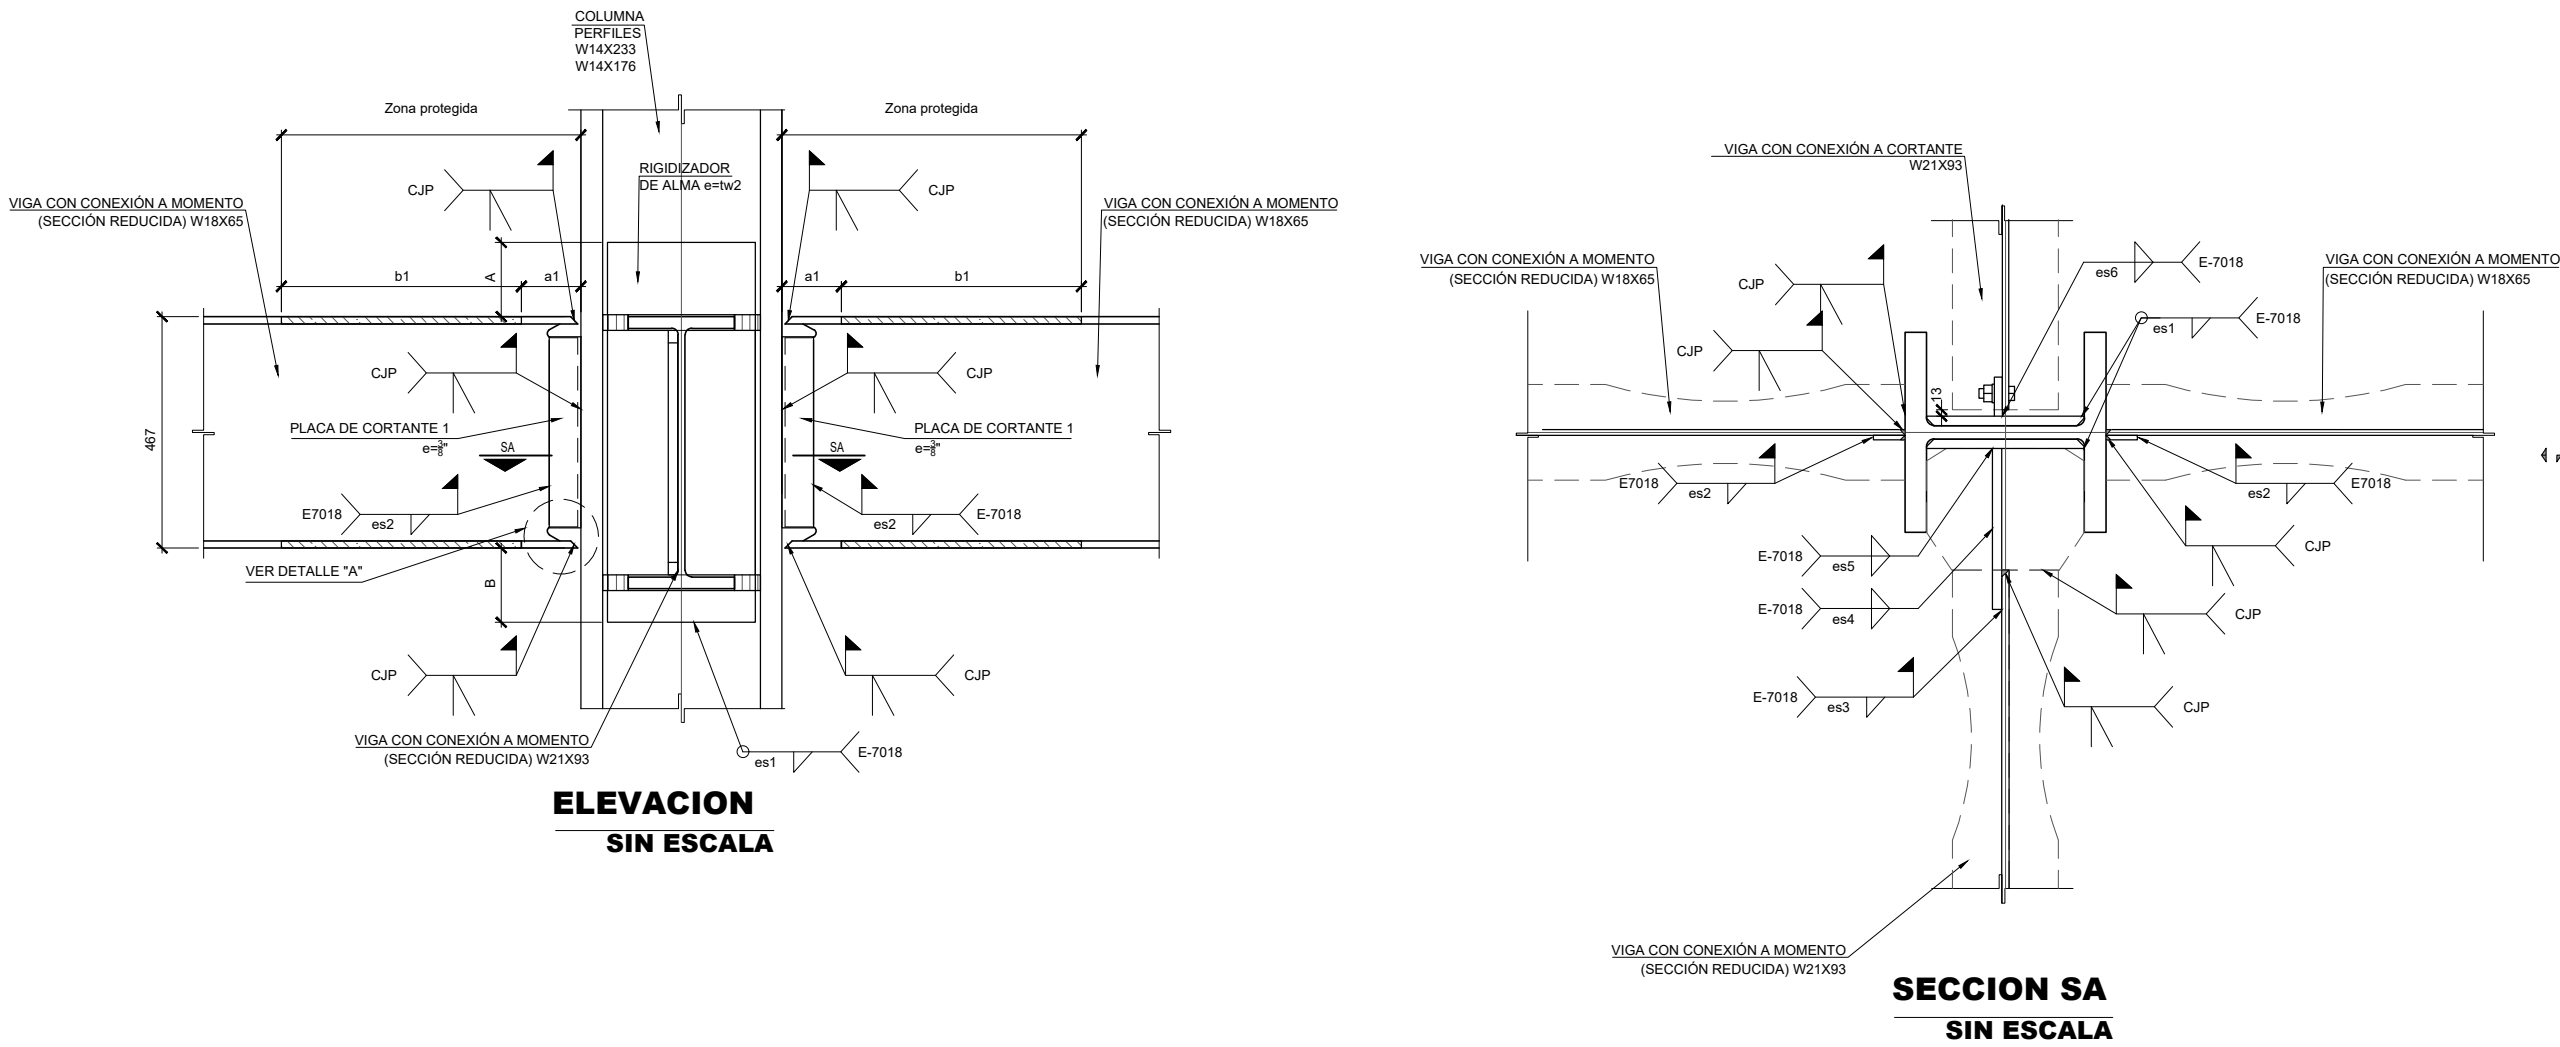 COLUMNA
PERFILES
W14X233
W14X176
Zona protegida
Zona protegida
RIGIDIZADOR
DE ALMA e=tw2
CJP
CJP
VIGA CON CONEXIÓN A MOMENTO
(SECCIÓN REDUCIDA) W18X65
VIGA CON CONEXIÓN A MOMENTO
(SECCIÓN REDUCIDA) W18X65
b1
A
a1
a1
b1
CJP
CJP
467
PLACA DE CORTANTE 1
e=3/8"
PLACA DE CORTANTE 1
e=3/8"
SA
SA
E7018
es2
es2
E-7018
VER DETALLE "A"
B
CJP
CJP
VIGA CON CONEXIÓN A MOMENTO
(SECCIÓN REDUCIDA) W21X93
es1
E-7018
ELEVACION
SIN ESCALA
VIGA CON CONEXIÓN A CORTANTE
W21X93
VIGA CON CONEXIÓN A MOMENTO
(SECCIÓN REDUCIDA) W18X65
VIGA CON CONEXIÓN A MOMENTO
(SECCIÓN REDUCIDA) W18X65
es6
E-7018
CJP
es1
E-7018
CJP
13
E7018
es2
es2
E7018
E-7018
es5
CJP
E-7018
es4
CJP
E-7018
es3
CJP
VIGA CON CONEXIÓN A MOMENTO
(SECCIÓN REDUCIDA) W21X93
SECCION SA
SIN ESCALA